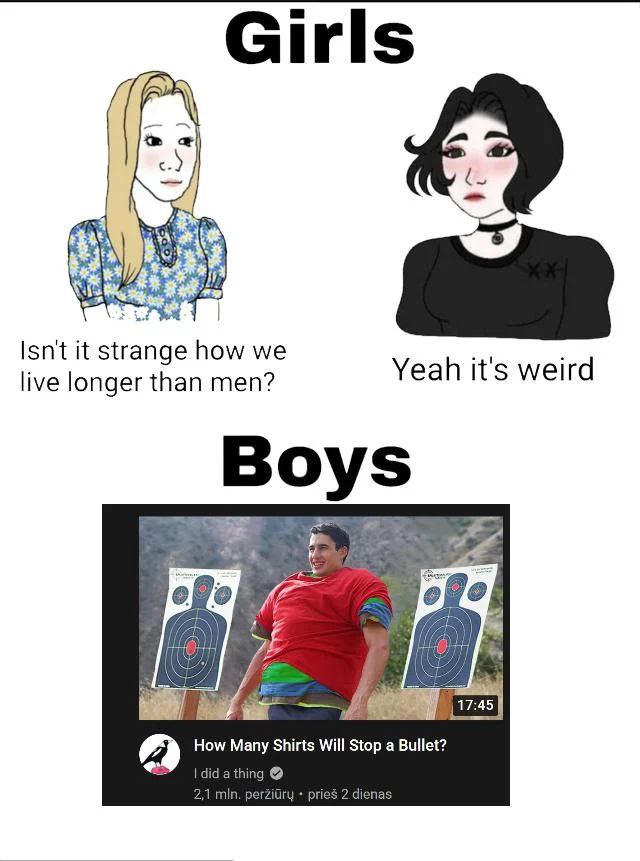 Girls
Isn't it strange how we
live longer than men?
Yeah it's weird
Boys
17:45
How Many Shirts Will Stop a Bullet?
I did a thing
2,1 mln. peržiūrų • prieš 2 dienas